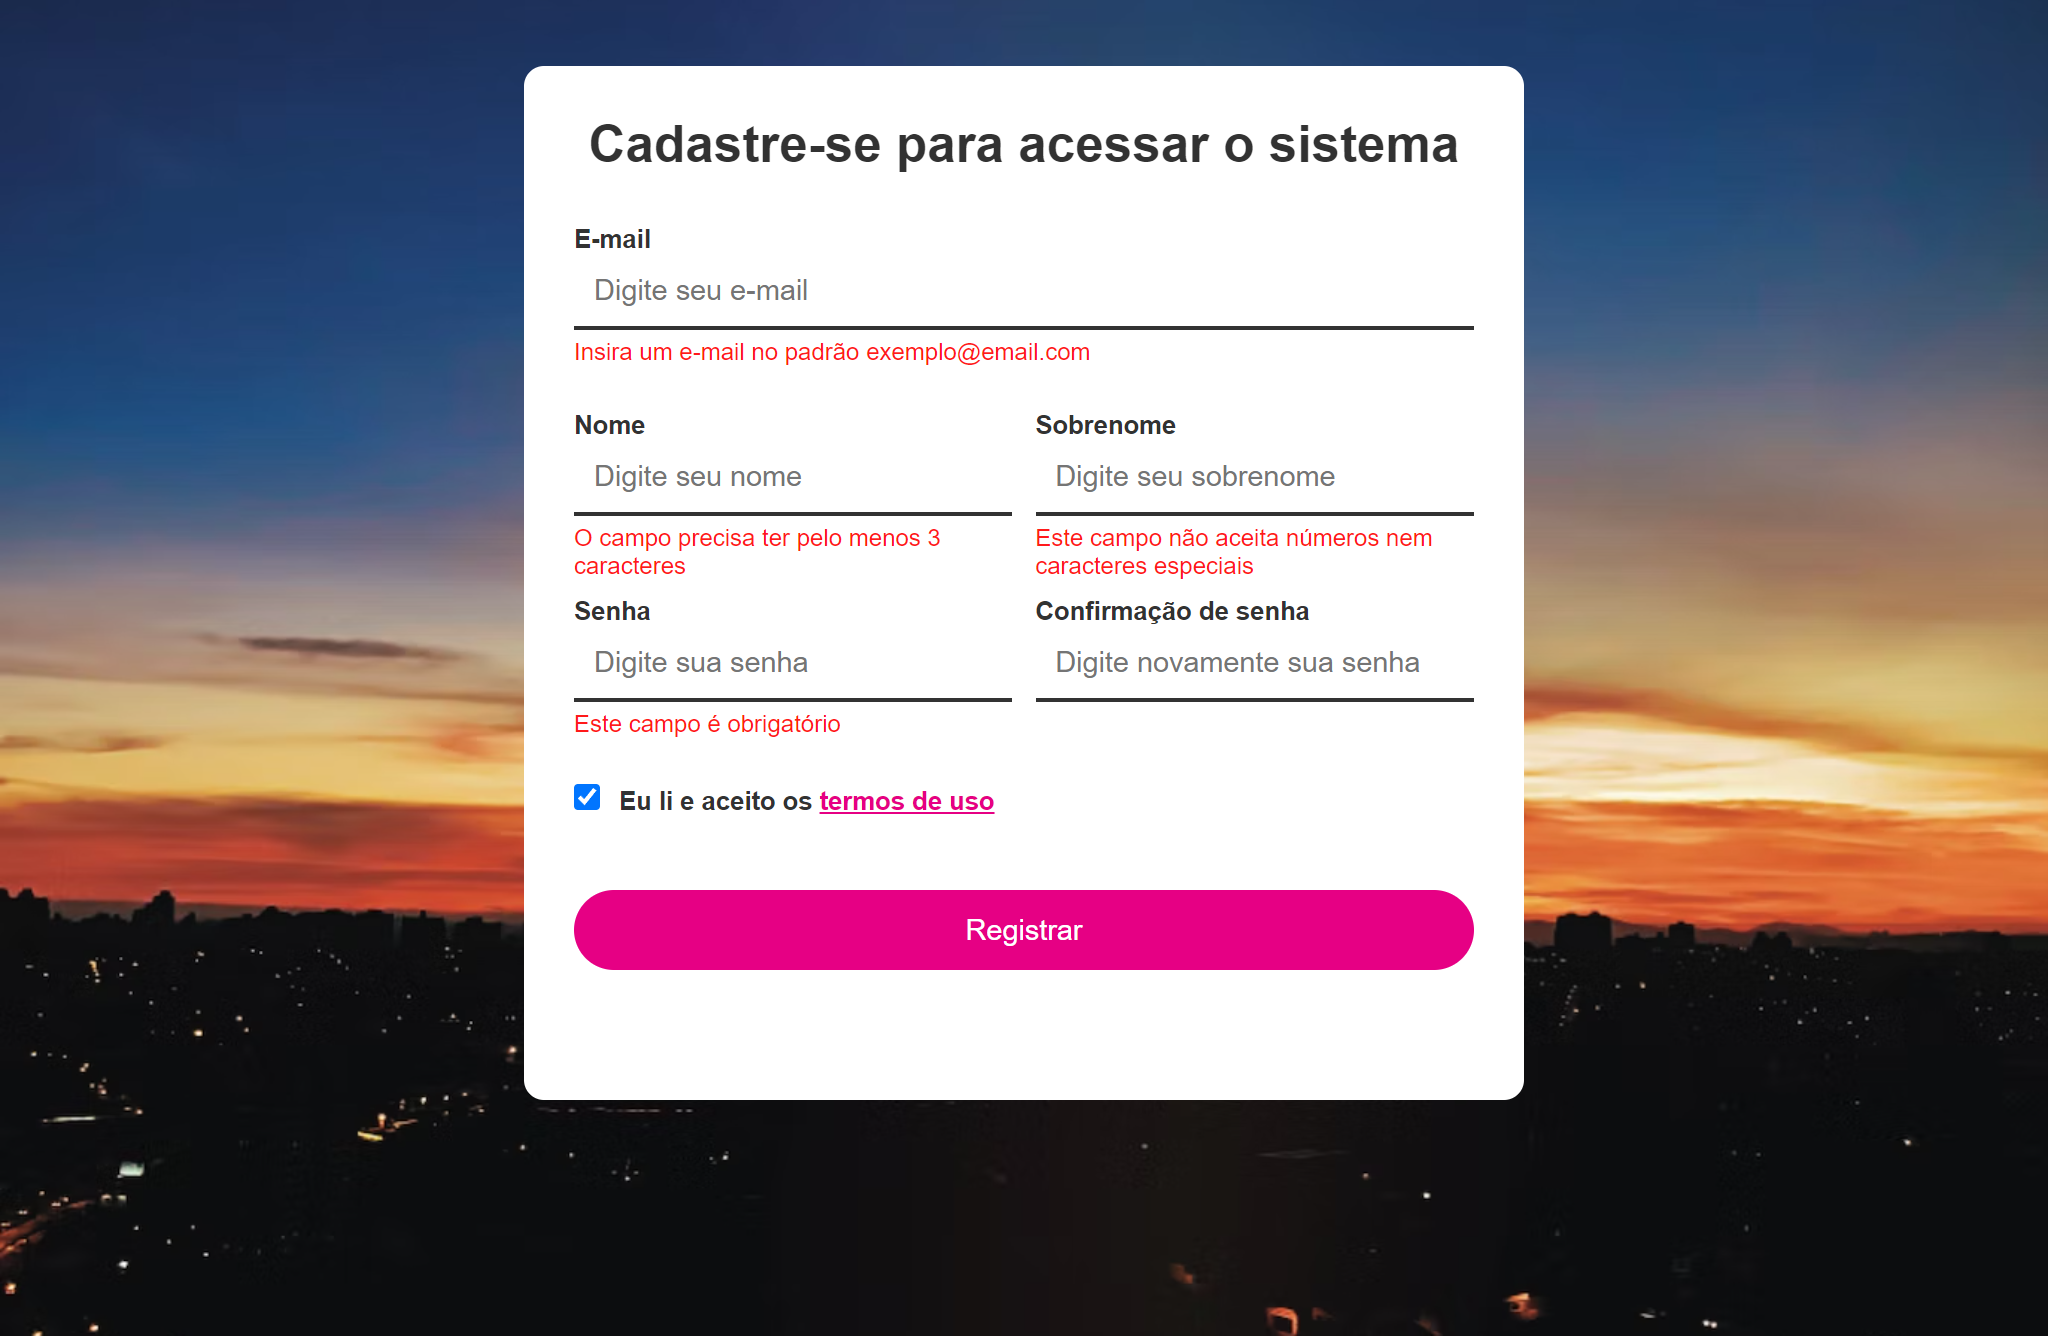 Cadastre-se para acessar o sistema
E-mail
Digite seu e-mail
Insira um e-mail no padrão exemplo@email.com
Nome
Digite seu nome
O campo precisa ter pelo menos 3
caracteres
Sobrenome
Digite seu sobrenome
Este campo não aceita números nem
caracteres especiais
Senha
Digite sua senha
Este campo é obrigatório
Confirmação de senha
Digite novamente sua senha
Eu li e aceito os termos de uso
Registrar